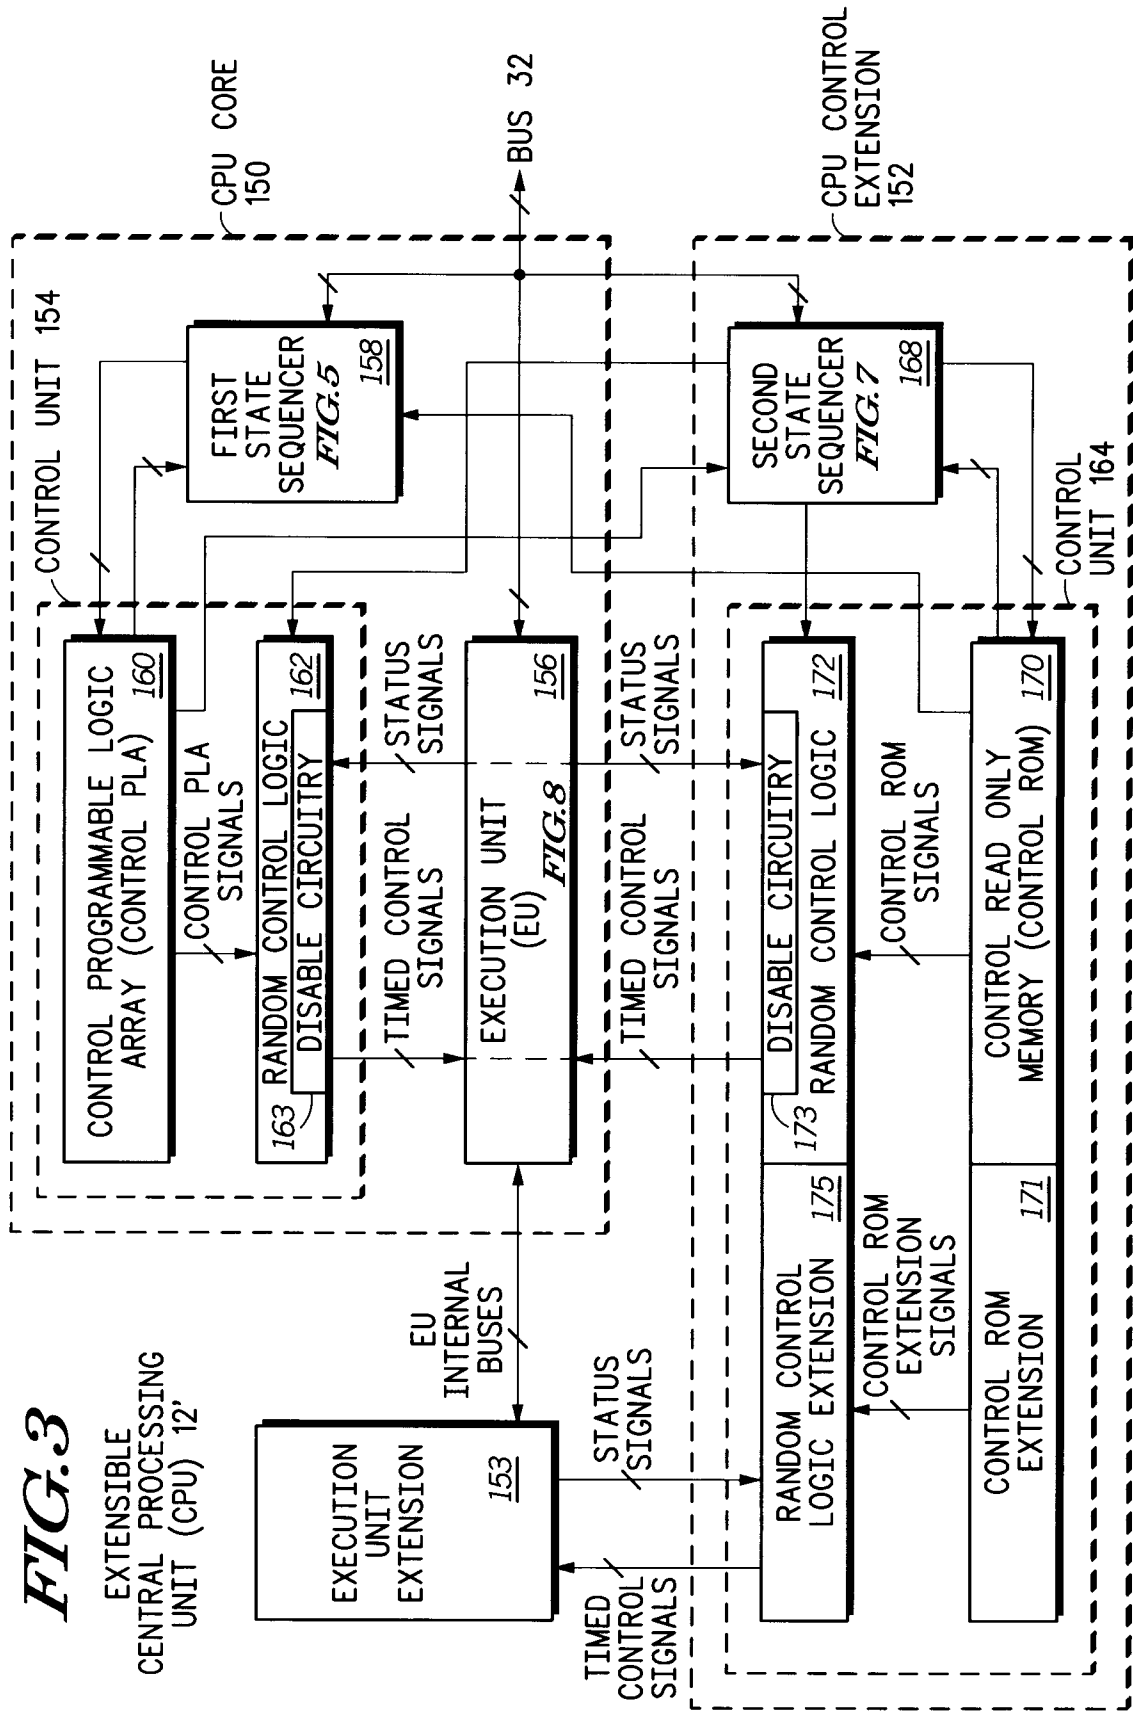 FIG.3
EXTENSIBLE
CENTRAL PROCESSING
UNIT (CPU) 12'
CONTROL UNIT 154
CPU CORE
150
CONTROL PROGRAMMABLE LOGIC
ARRAY (CONTROL PLA)
160
CONTROL PLA
SIGNALS
FIRST
STATE
SEQUENCER
FIG.5
158
RANDOM CONTROL LOGIC
162
DISABLE CIRCUITRY
163
TIMED CONTROL
SIGNALS
STATUS
SIGNALS
BUS 32
EXECUTION UNIT
(EU)
FIG.8
156
EU
INTERNAL
BUSES
EXECUTION
UNIT
EXTENSION
153
TIMED
CONTROL
SIGNALS
STATUS
SIGNALS
TIMED CONTROL
SIGNALS
STATUS
SIGNALS
CPU CONTROL
EXTENSION
152
SECOND
STATE
SEQUENCER
FIG.7
168
DISABLE CIRCUITRY
173
RANDOM CONTROL LOGIC
172
RANDOM CONTROL
LOGIC EXTENSION
175
CONTROL ROM
EXTENSION
SIGNALS
CONTROL ROM
SIGNALS
CONTROL
UNIT 164
CONTROL ROM
EXTENSION
171
CONTROL READ ONLY
MEMORY (CONTROL ROM)
170